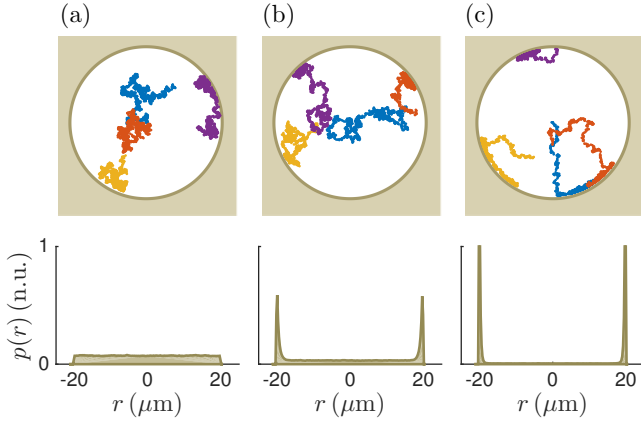 (a) (b) (c)
1
p(r) (n.u.)
0
-20 0 20 -20 0 20 -20 0 20
r (μm) r (μm) r (μm)